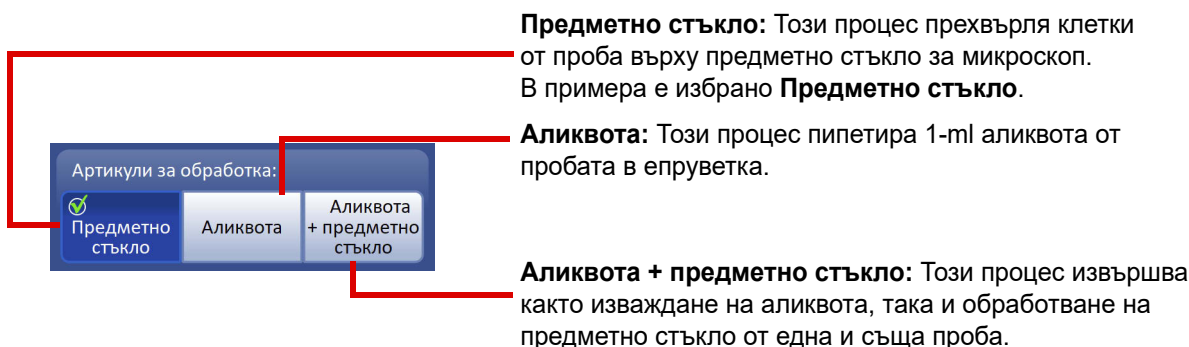 Предметно стъкло: Този процес прехвърля клетки
от проба върху предметно стъкло за микроскоп.
В примера е избрано Предметно стъкло.
Аликвота: Този процес пипетира 1-ml аликвота от
пробата в епруветка.
Артикули за обработка:
Предметно
стъкло
Аликвота
Аликвота
+ предметно
стъкло
Аликвота + предметно стъкло: Този процес извършва
както изваждане на аликвота, така и обработване на
предметно стъкло от една и съща проба.